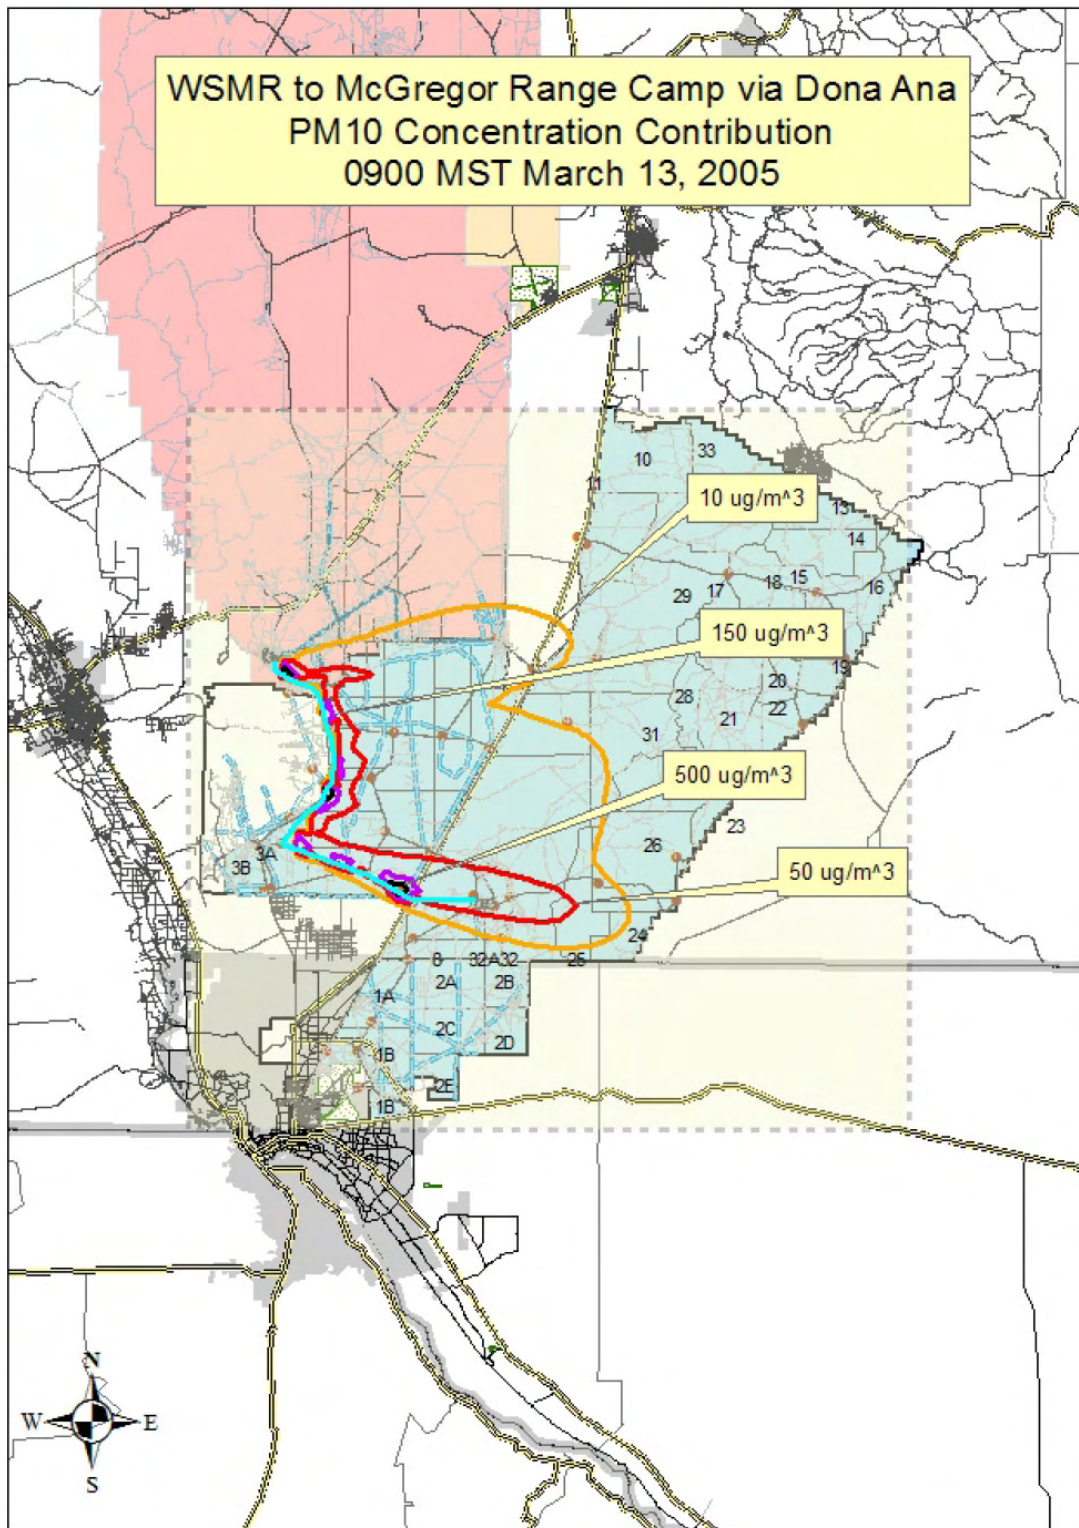 WSMR to McGregor Range Camp via Dona Ana
PM10 Concentration Contribution
0900 MST March 13, 2005
10
33
11
10 ug/m^3
13
14
29
17
18
15
16
150 ug/m^3
19
28
20
21
22
31
500 ug/m^3
23
26
3A
3B
50 ug/m^3
24
8
32A
32
25
1A
2A
2B
2C
2D
1B
2E
1B
N
W
E
S